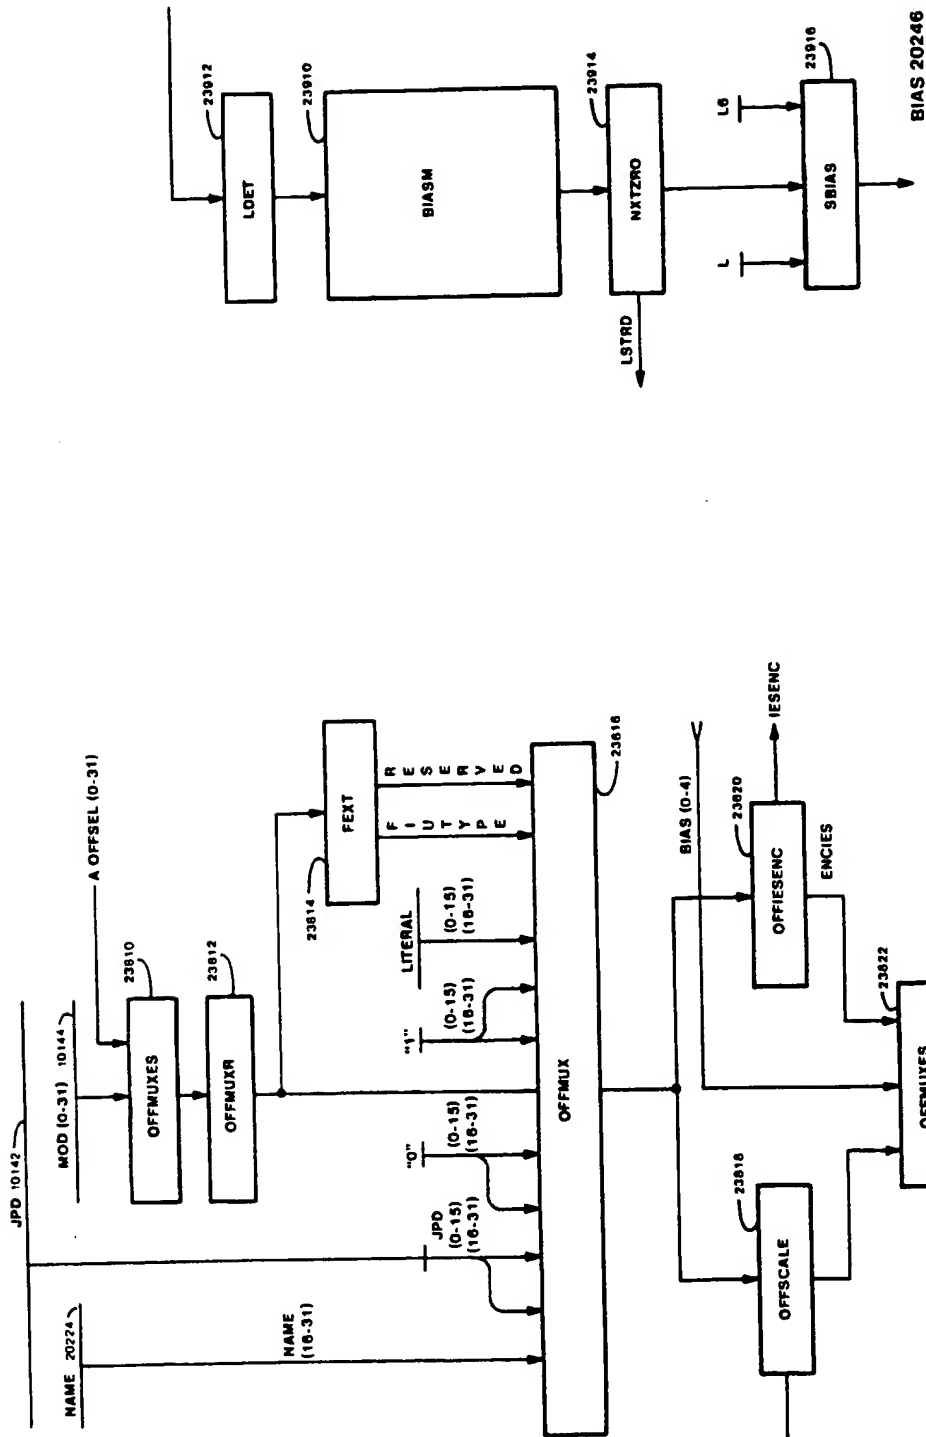 JPD 10142
NAME 20224
MOD (0-31) 10144
A OFFSEL (0-31)
OFFMUXES
23810
OFFMUXR
23812
NAME
(16-31)
JPD
(0-15)
(16-31)
"0"
(0-15)
(16-31)
"1"
(0-15)
(16-31)
LITERAL
(0-15)
(16-31)
FEXT
23814
FIUTYPE
RESERVED
OFFMUX
23816
OFFSCALE
23818
BIAS (0-4)
OFFIESENC
23820
IESENC
ENCIES
23822
LDET
23912
BIASM
23910
NXTZRO
23914
LSTRD
L
L6
SBIAS
23916
BIAS 20246